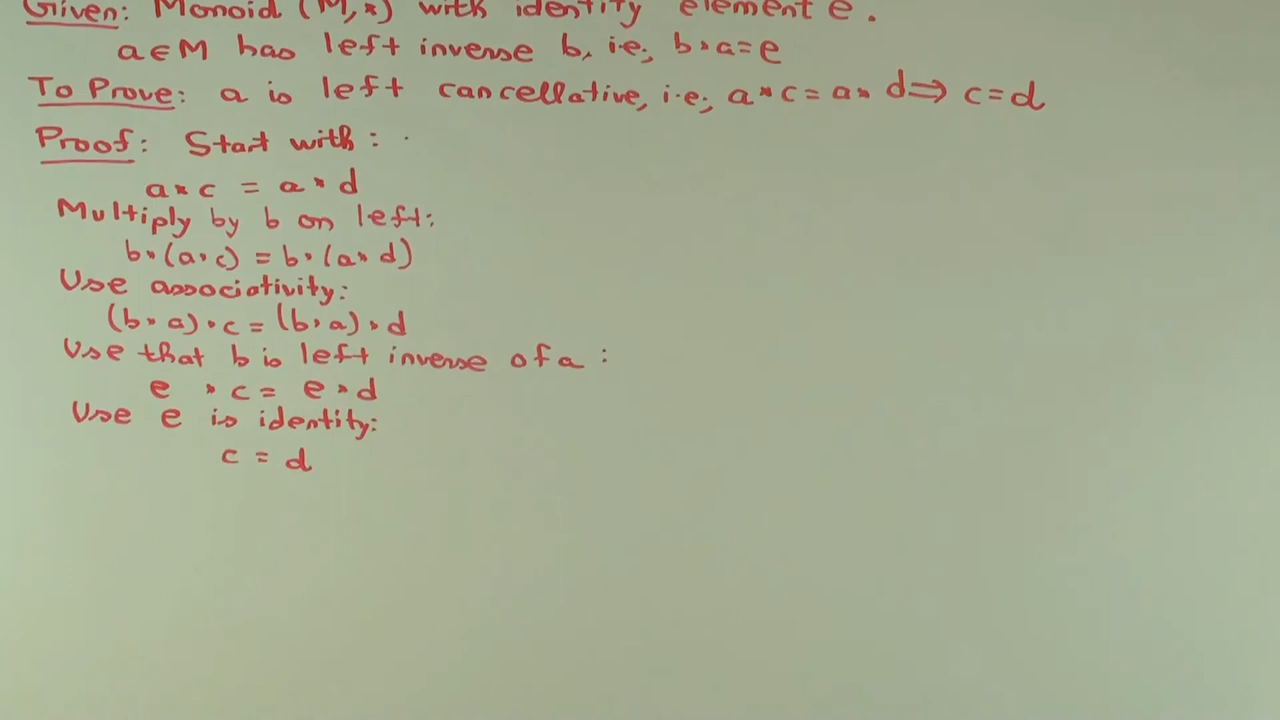 Given: Monoid (M,*) with identity element e.
a∈M has left inverse b, i.e., b*a=e
To Prove: a is left cancellative, i.e., a*c=a*d⇒ c=d
Proof: Start with:
a*c = a*d
Multiply by b on left:
b*(a*c) = b*(a*d)
Use associativity:
(b*a)*c=(b*a)*d
Use that b is left inverse of a:
e *c= e*d
Use e is identity:
c = d